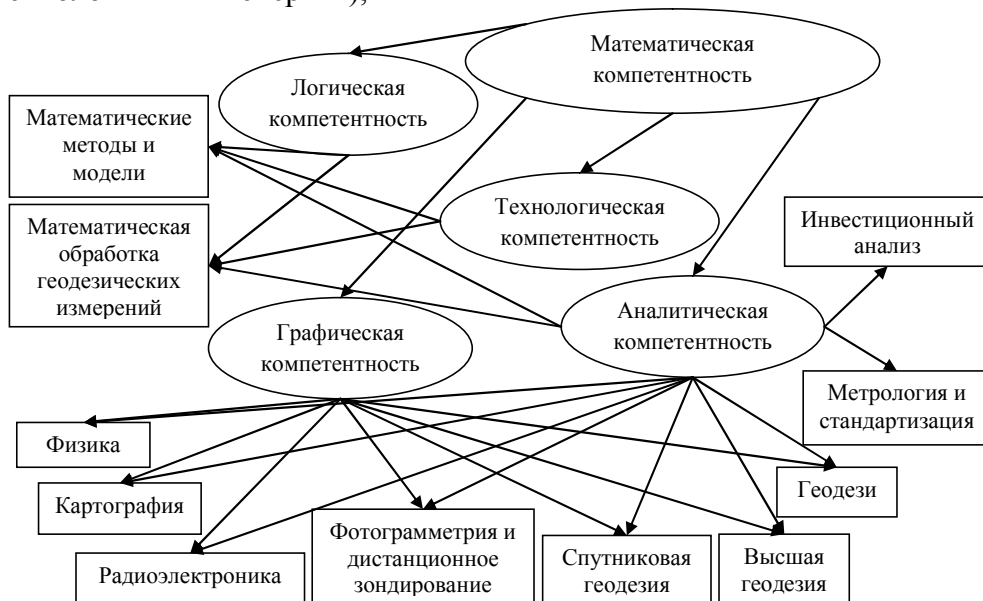 Математическая
компетентность
Логическая
компетентность
Математические
методы и
модели
Технологическая
компетентность
Математическая
обработка
геодезических
измерений
Инвестиционный
анализ
Графическая
компетентность
Аналитическая
компетентность
Метрология и
стандартизация
Физика
Картография
Геодези
Радиоэлектроника
Фотограмметрия и
дистанционное
зондирование
Спутниковая
геодезия
Высшая
геодезия